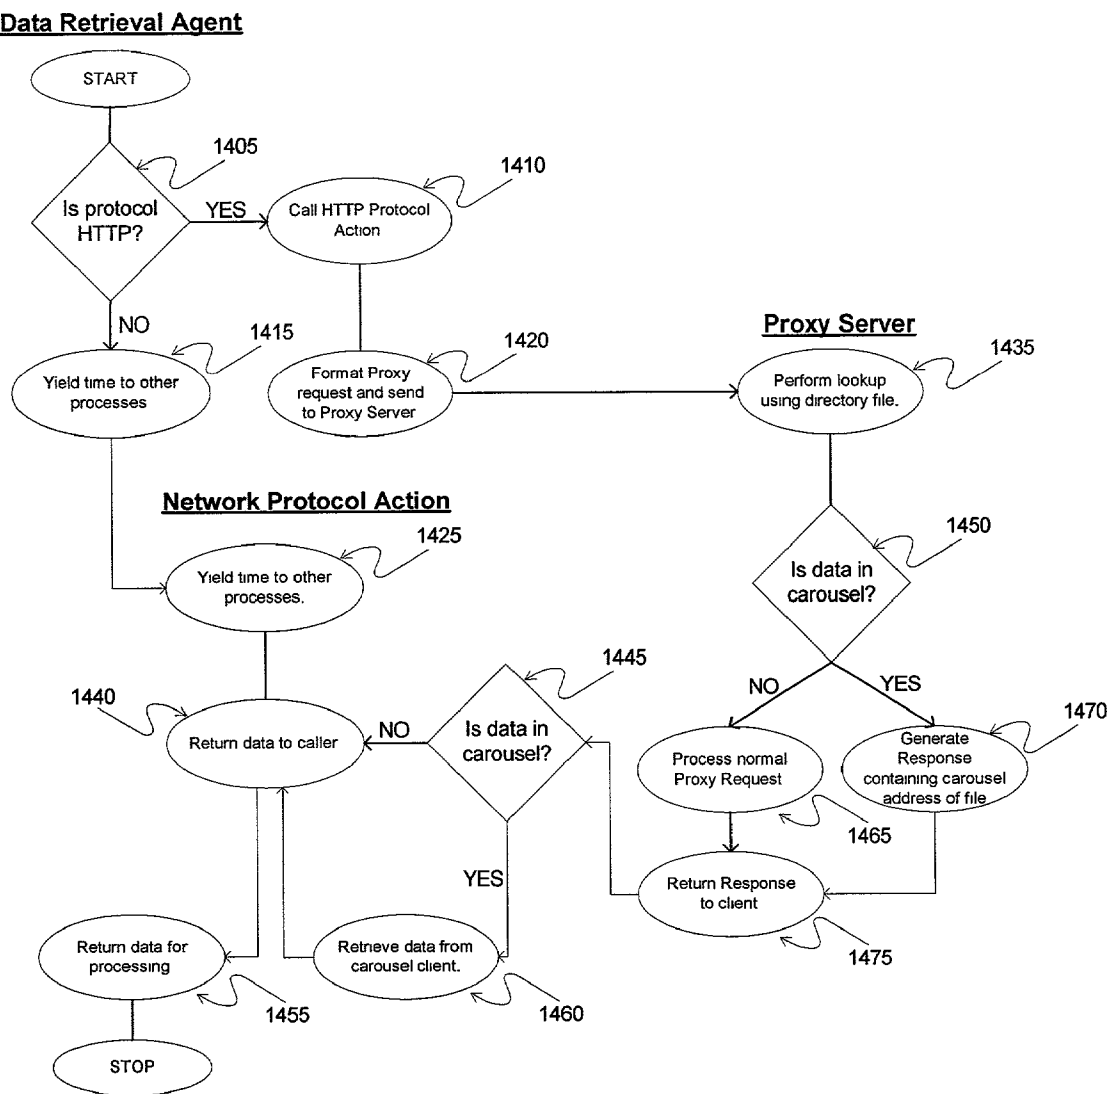 Data Retrieval Agent
START
1405
1410
Is protocol
HTTP?
YES
Call HTTP Protocol
Action
NO
1415
1420
Yield time to other
processes
Format Proxy
request and send
to Proxy Server
Proxy Server
1435
Perform lookup
using directory file.
Network Protocol Action
1425
Yield time to other
processes.
1450
Is data in
carousel?
NO
YES
1440
1445
Return data to caller
NO
Is data in
carousel?
YES
1470
Process normal
Proxy Request
Generate
Response
containing carousel
address of file
1465
Return Response
to client
1475
Return data for
processing
1455
Retrieve data from
carousel client.
1460
STOP